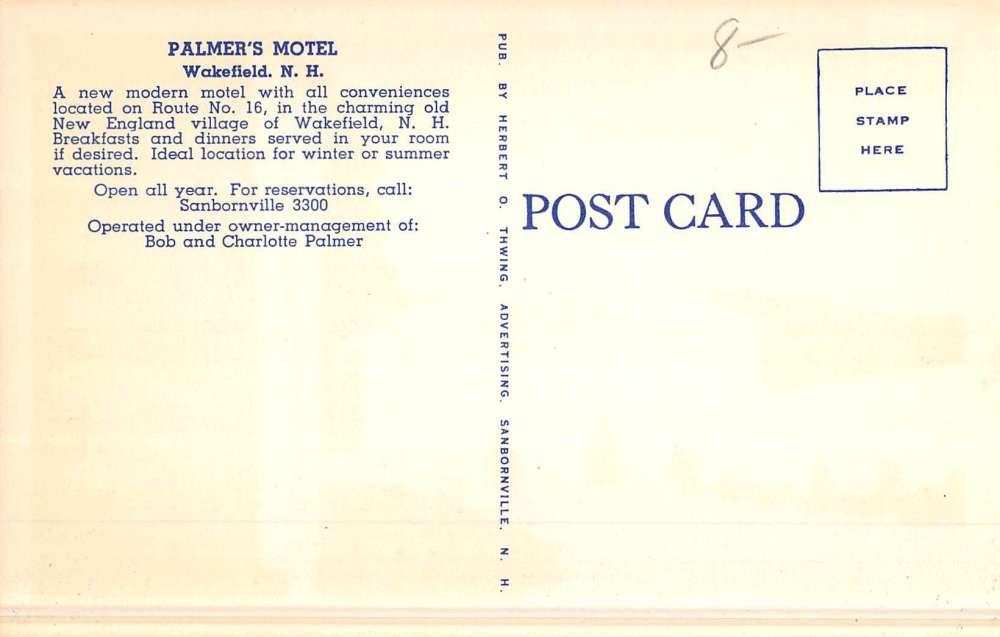 PALMER'S MOTEL
Wakefield. N. H.
A new modern motel with all conveniences
located on Route No. 16, in the charming old
New England village of Wakefield, N. H.
Breakfasts and dinners served in your room
if desired. Ideal location for winter or summer
vacations.
Open all year. For reservations, call:
Sanbornville 3300
Operated under owner-management of:
Bob and Charlotte Palmer
PUB. BY HERBERT O. THWING, ADVERTISING, SANBORNVILLE, N. H.
8-
POST CARD
PLACE
STAMP
HERE